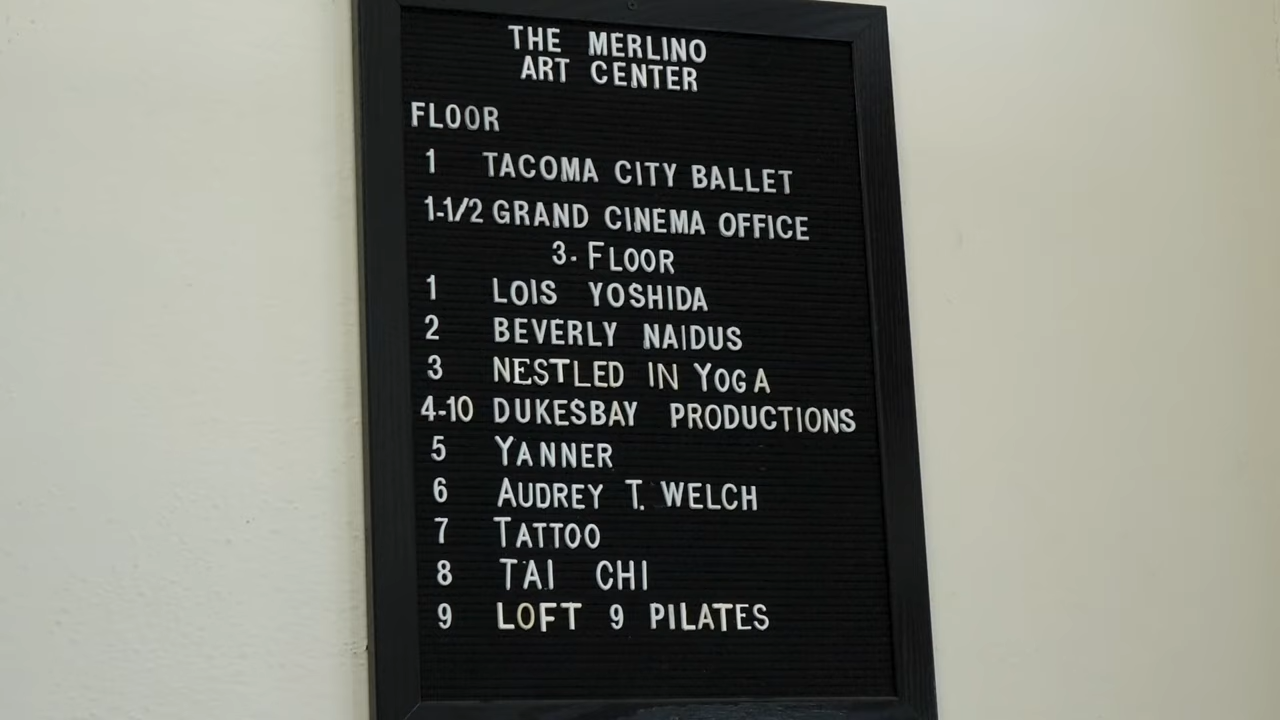 THE MERLINO
ART CENTER
FLOOR
1 TACOMA CITY BALLET
1-1/2 GRAND CINEMA OFFICE
3- FLOOR
1 LOIS YOSHIDA
2 BEVERLY NAIDUS
3 NESTLED IN YOGA
4-10 DUKESBAY PRODUCTIONS
5 YANNER
6 AUDREY T. WELCH
7 TATTOO
8 TAI CHI
9 LOFT 9 PILATES